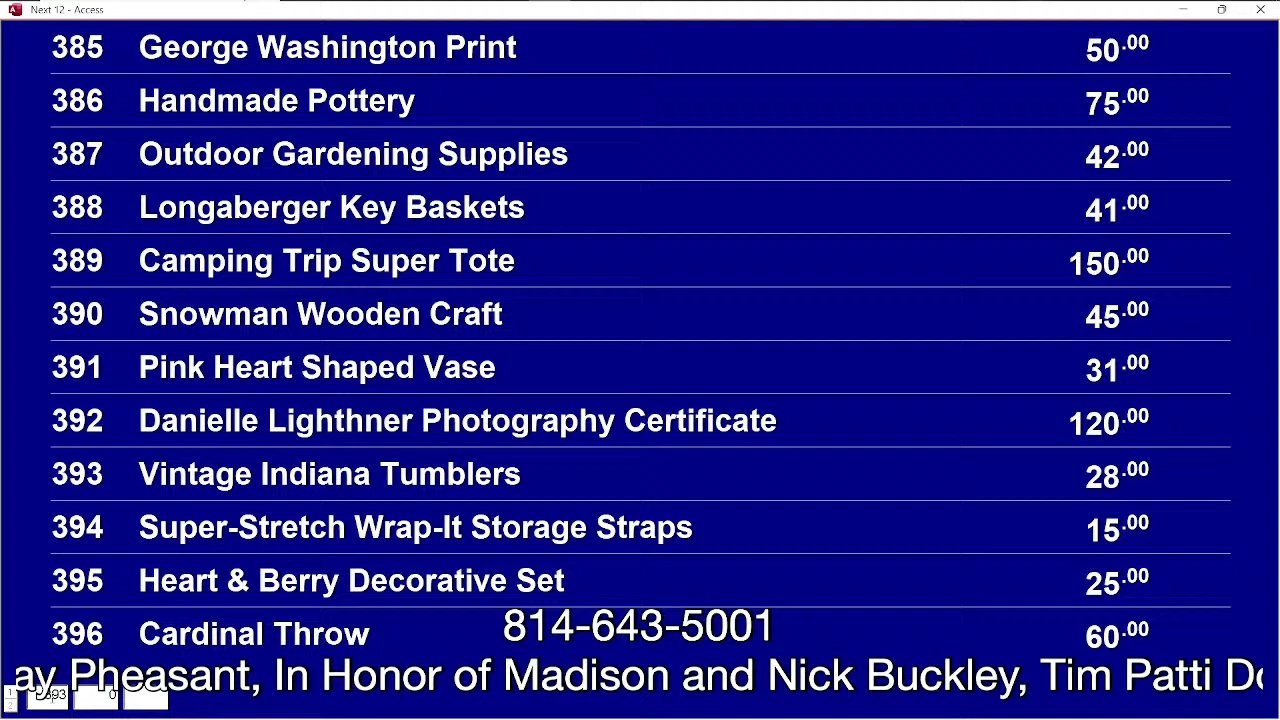 Next 12 - Access
385 George Washington Print 50.00
386 Handmade Pottery 75.00
387 Outdoor Gardening Supplies 42.00
388 Longaberger Key Baskets 41.00
389 Camping Trip Super Tote 150.00
390 Snowman Wooden Craft 45.00
391 Pink Heart Shaped Vase 31.00
392 Danielle Lighthner Photography Certificate 120.00
393 Vintage Indiana Tumblers 28.00
394 Super-Stretch Wrap-It Storage Straps 15.00
395 Heart & Berry Decorative Set 25.00
396 Cardinal Throw 60.00
814-643-5001
ay Pheasant, In Honor of Madison and Nick Buckley, Tim Patti